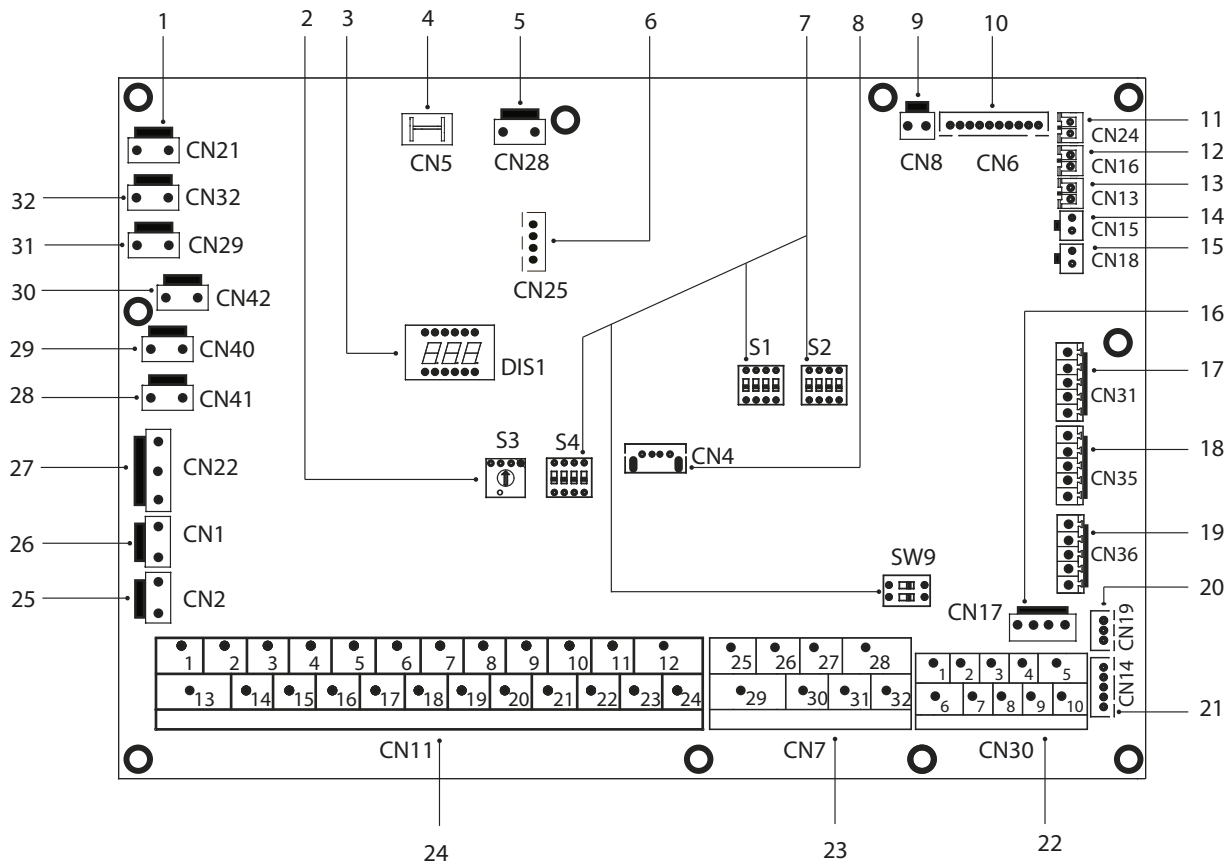 1 2 3 4 5 6 7 8 9 10
CN21
CN5
CN28
CN8
CN6
CN24 11
CN16 12
CN13 13
CN15 14
CN18 15
32 CN32
31 CN29
CN25
30 CN42
16
29 CN40
3 888 DIS1
S1 S2
CN31 17
28 CN41
27 CN22
S3 S4
CN4
CN35 18
2
8
26 CN1
CN36 19
25 CN2
SW9
CN17
CN19 20
1 2 3 4 5 6 7 8 9 10 11 12
25 26 27 28
1 2 3 4 5
13 14 15 16 17 18 19 20 21 22 23 24
29 30 31 32
6 7 8 9 10
CN14 21
CN11 CN7 CN30
24 23 22